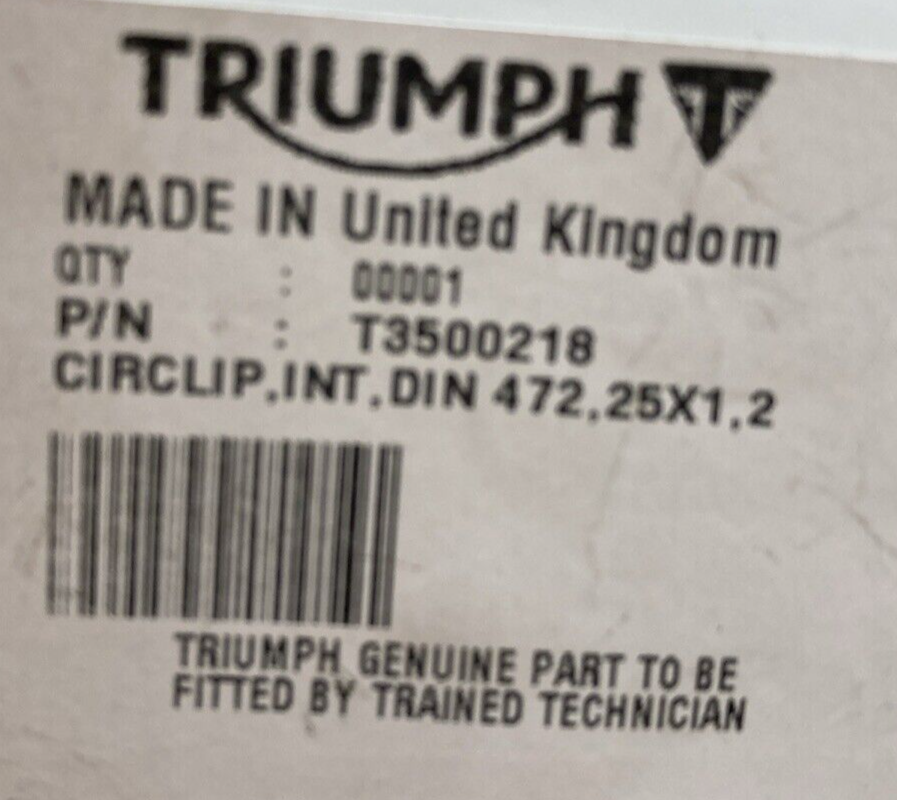 TRIUMPH
MADE IN United Kingdom
QTY : 00001
P/N : T3500218
CIRCLIP,INT,DIN 472,25X1,2
TRIUMPH GENUINE PART TO BE
FITTED BY TRAINED TECHNICIAN